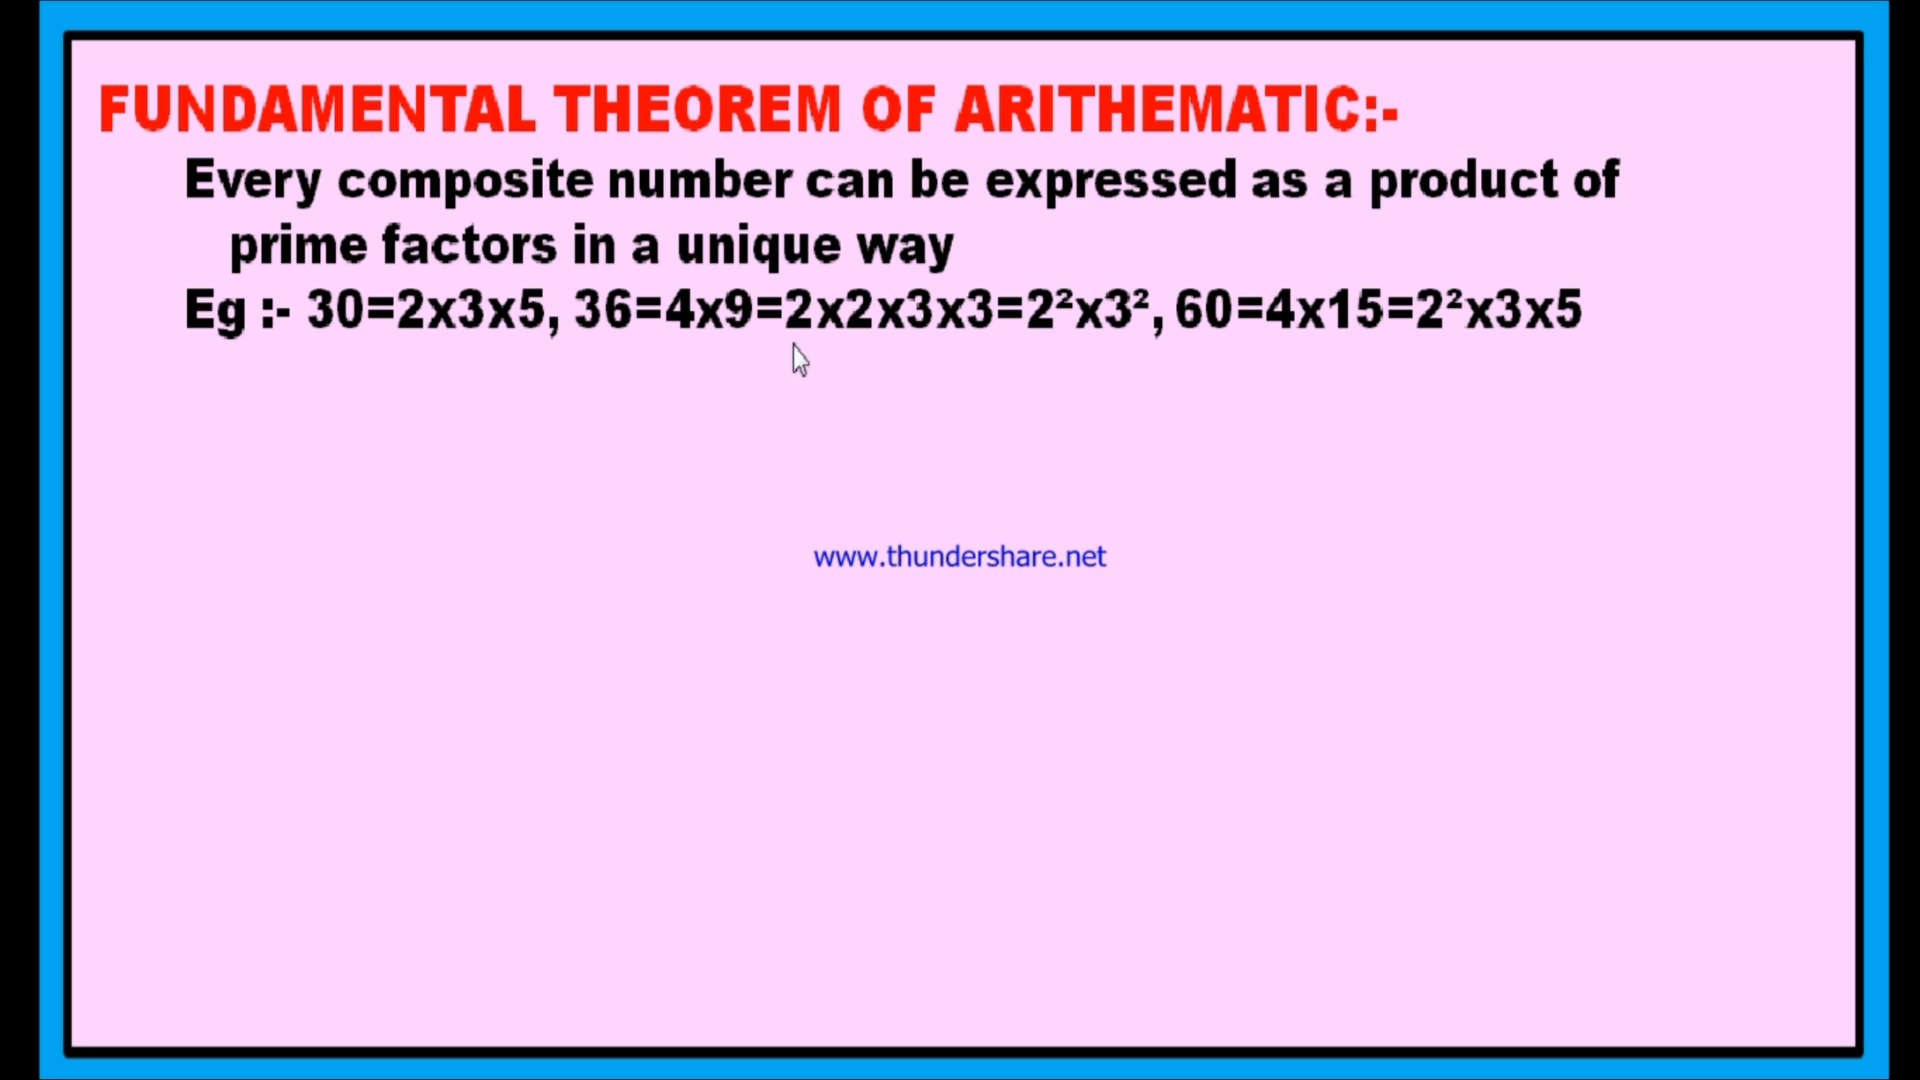 FUNDAMENTAL THEOREM OF ARITHEMATIC:-
Every composite number can be expressed as a product of
prime factors in a unique way
Eg :- 30=2x3x5, 36=4x9=2x2x3x3=2²x3², 60=4x15=2²x3x5
www.thundershare.net